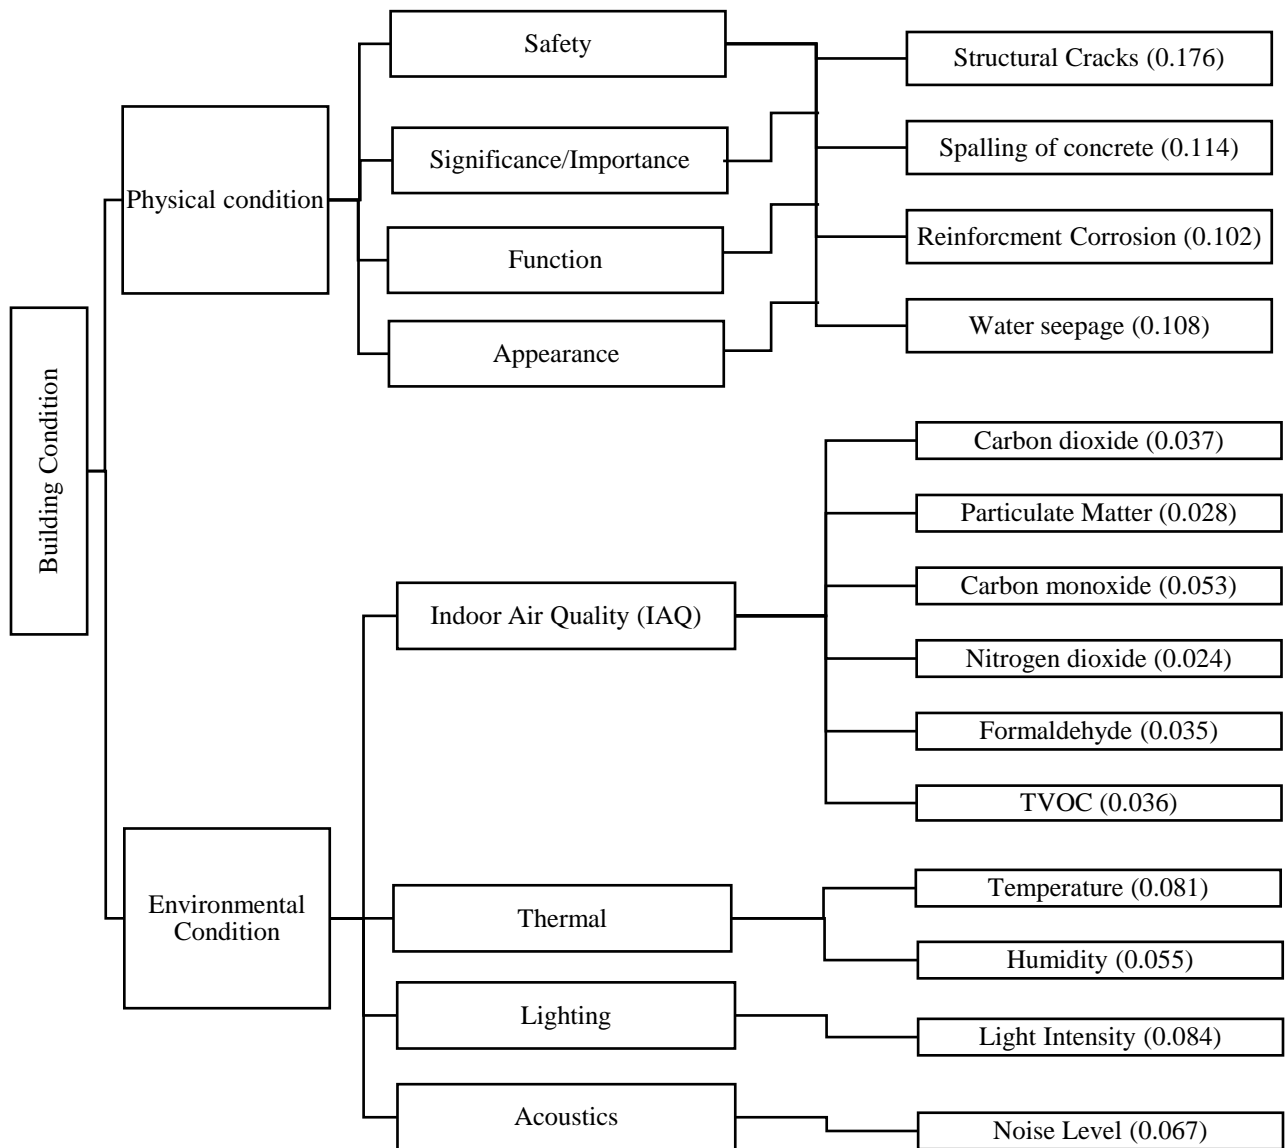 Building Condition
Physical condition
Safety
Significance/Importance
Function
Appearance
Structural Cracks (0.176)
Spalling of concrete (0.114)
Reinforcment Corrosion (0.102)
Water seepage (0.108)
Environmental
Condition
Indoor Air Quality (IAQ)
Carbon dioxide (0.037)
Particulate Matter (0.028)
Carbon monoxide (0.053)
Nitrogen dioxide (0.024)
Formaldehyde (0.035)
TVOC (0.036)
Thermal
Temperature (0.081)
Humidity (0.055)
Lighting
Light Intensity (0.084)
Acoustics
Noise Level (0.067)